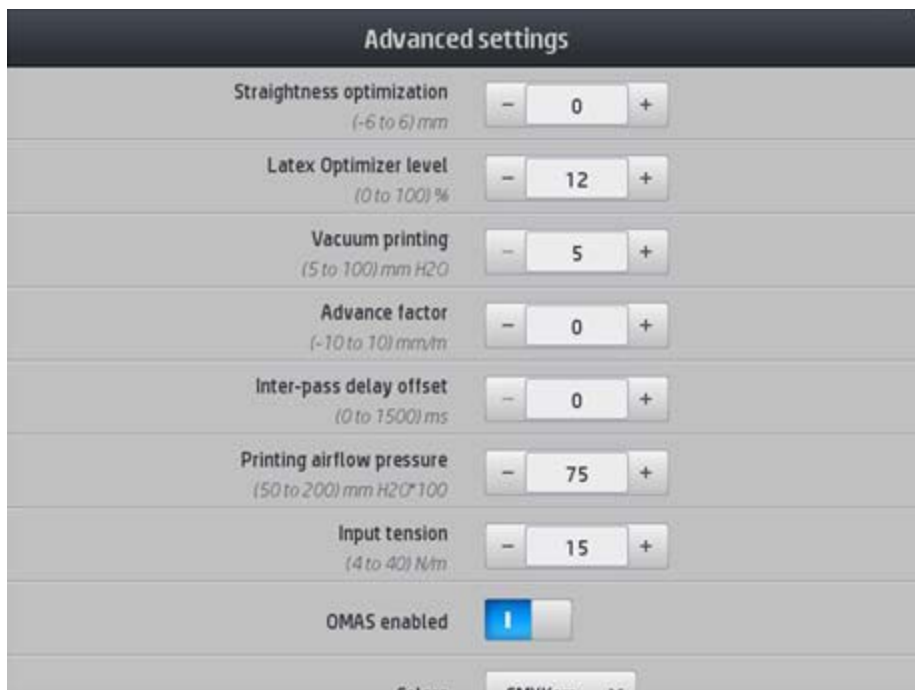 Advanced settings
Straightness optimization
(-6 to 6) mm
- 0 +
Latex Optimizer level
(0 to 100) %
- 12 +
Vacuum printing
(5 to 100) mm H2O
- 5 +
Advance factor
(-10 to 10) mm/m
- 0 +
Inter-pass delay offset
(0 to 1500) ms
- 0 +
Printing airflow pressure
(50 to 200) mm H2O*100
- 75 +
Input tension
(4 to 40) N/m
- 15 +
OMAS enabled
I